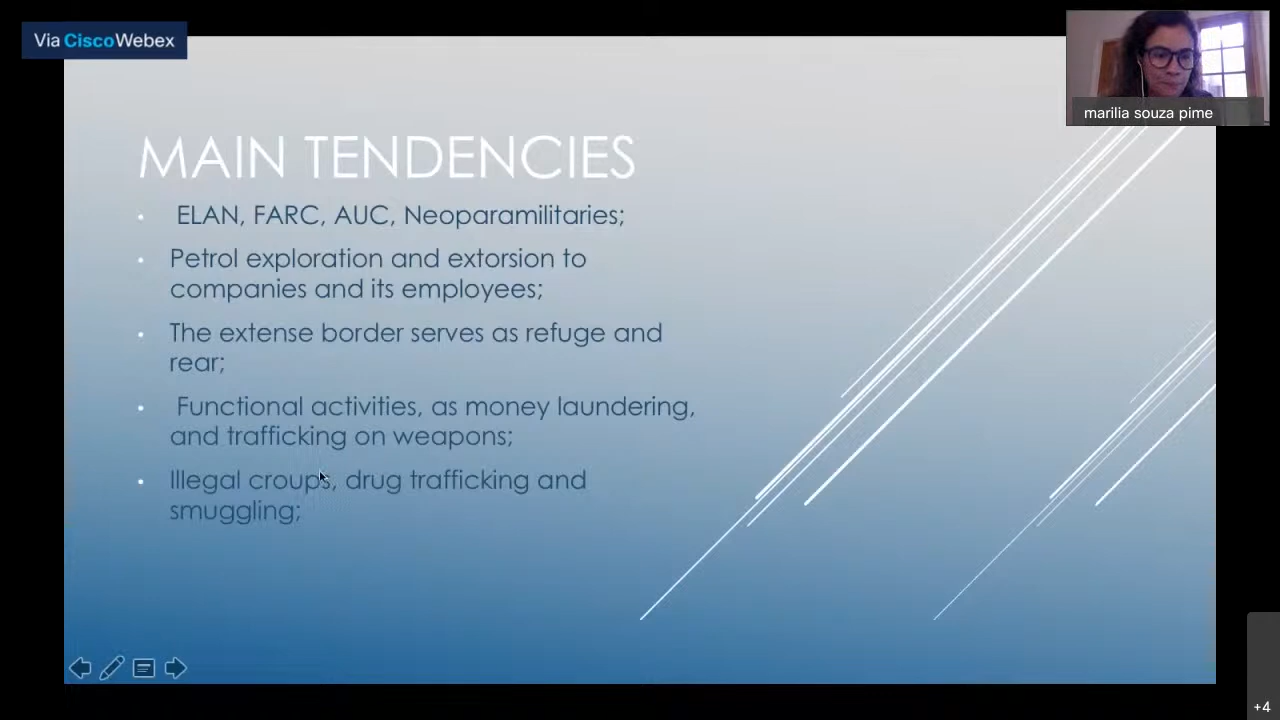 Via CiscoWebex
marilia souza pime
MAIN TENDENCIES
ELAN, FARC, AUC, Neoparamilitaries;
Petrol exploration and extorsion to
companies and its employees;
The extense border serves as refuge and
rear;
Functional activities, as money laundering,
and trafficking on weapons;
Illegal croups, drug trafficking and
smuggling;
+4